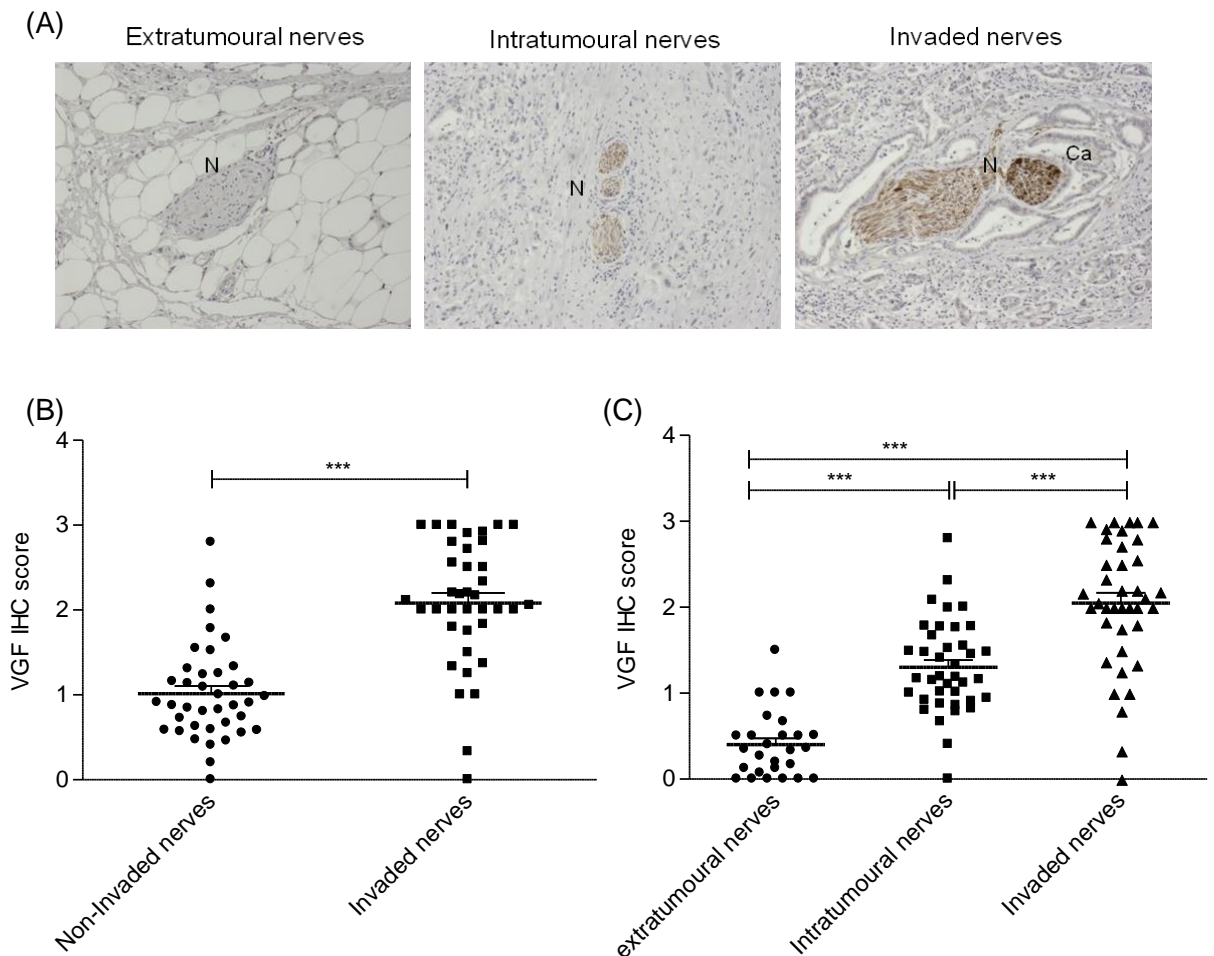 (A)
Extratumoural nerves
Intratumoural nerves
Invaded nerves
N
N
N
Ca
(B)
VGF IHC score
4
3
2
1
0
***
Non-Invaded nerves
Invaded nerves
(C)
VGF IHC score
4
3
2
1
0
***
***
***
extratumoural nerves
Intratumoural nerves
Invaded nerves